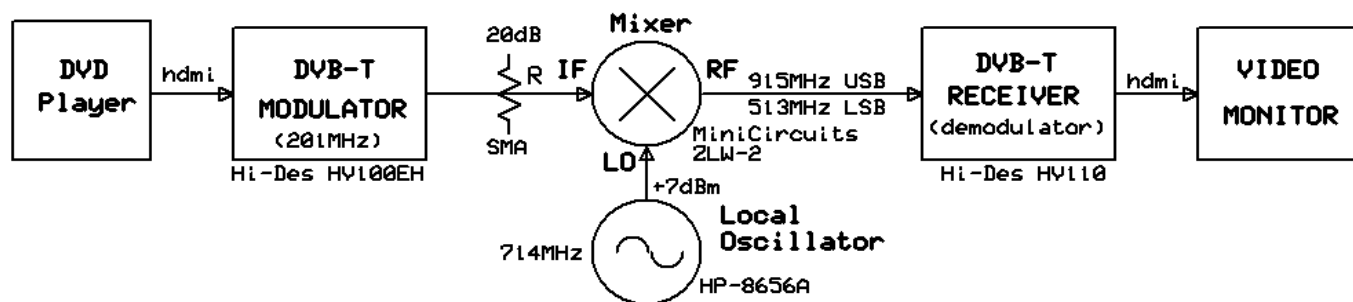 DVD
Player
hdmi
DVB-T
MODULATOR
(201MHz)
Hi-Des HV100EH
20dB
R
SMA
IF
Mixer
RF
LO
915MHz USB
513MHz LSB
MiniCircuits
ZLW-2
+7dBm
714MHz
Local
Oscillator
HP-8656A
DVB-T
RECEIVER
(demodulator)
Hi-Des HV110
hdmi
VIDEO
MONITOR